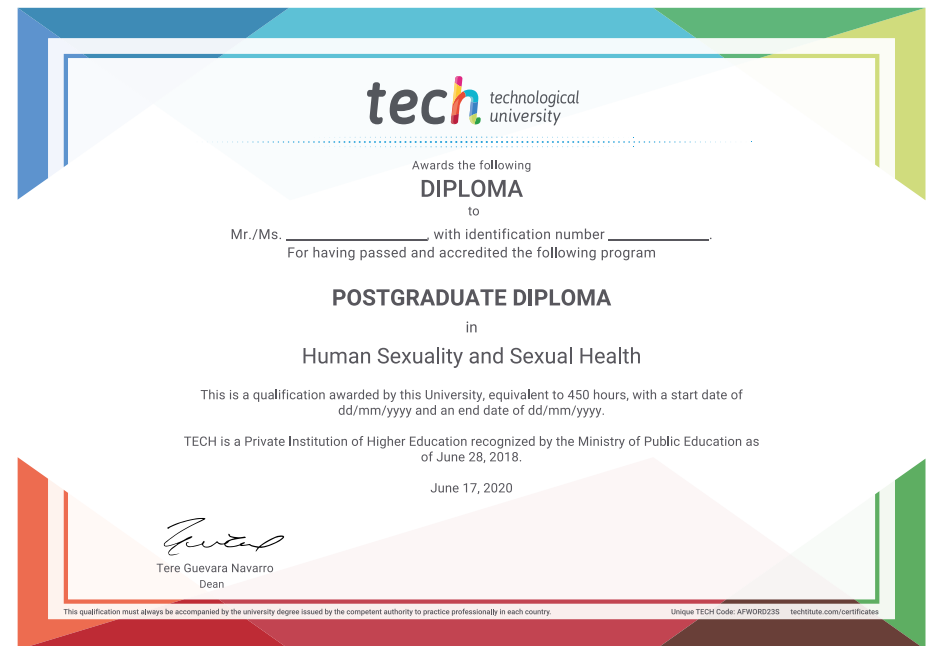 tech technological
university
Awards the following
DIPLOMA
to
Mr./Ms. ____________________, with identification number ______________.
For having passed and accredited the following program
POSTGRADUATE DIPLOMA
in
Human Sexuality and Sexual Health
This is a qualification awarded by this University, equivalent to 450 hours, with a start date of
dd/mm/yyyy and an end date of dd/mm/yyyy.
TECH is a Private Institution of Higher Education recognized by the Ministry of Public Education as
of June 28, 2018.
June 17, 2020
Tere Guevara Navarro
Dean
This qualification must always be accompanied by the university degree issued by the competent authority to practice professionally in each country.
Unique TECH Code: AFWORD23S techtitute.com/certificates